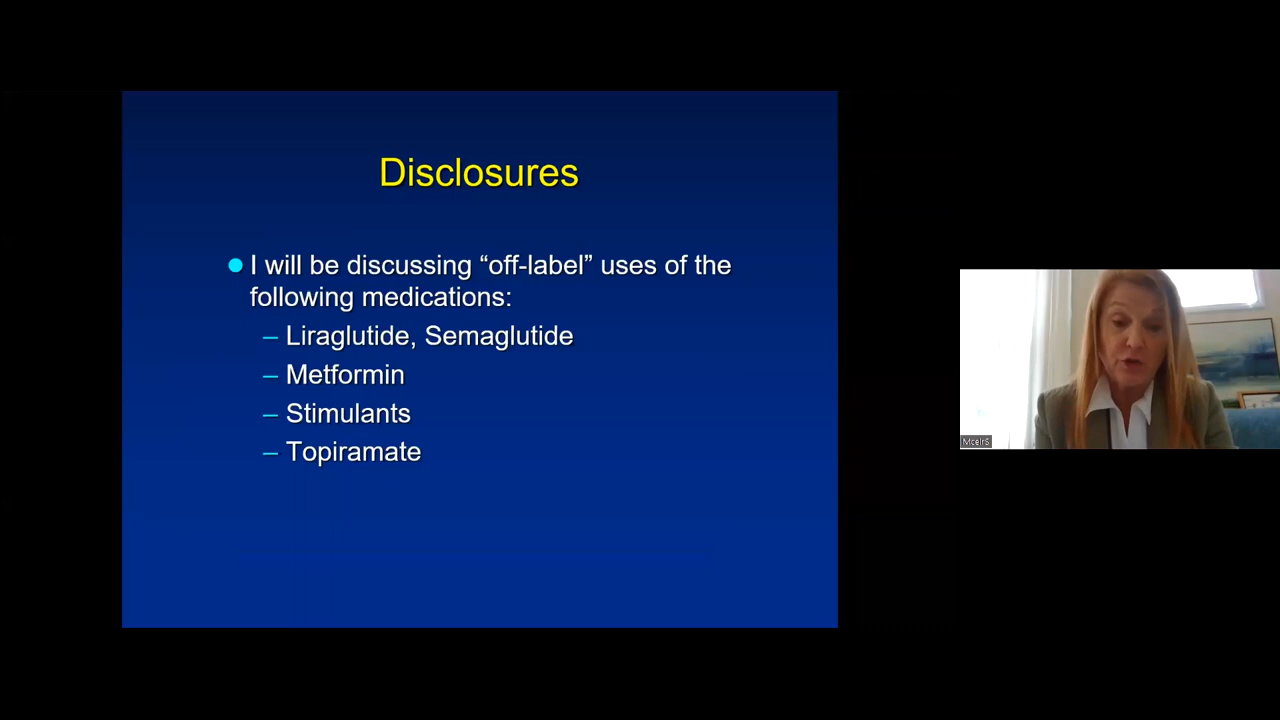 Disclosures
I will be discussing “off-label” uses of the
following medications:
– Liraglutide, Semaglutide
– Metformin
– Stimulants
– Topiramate
McelrS